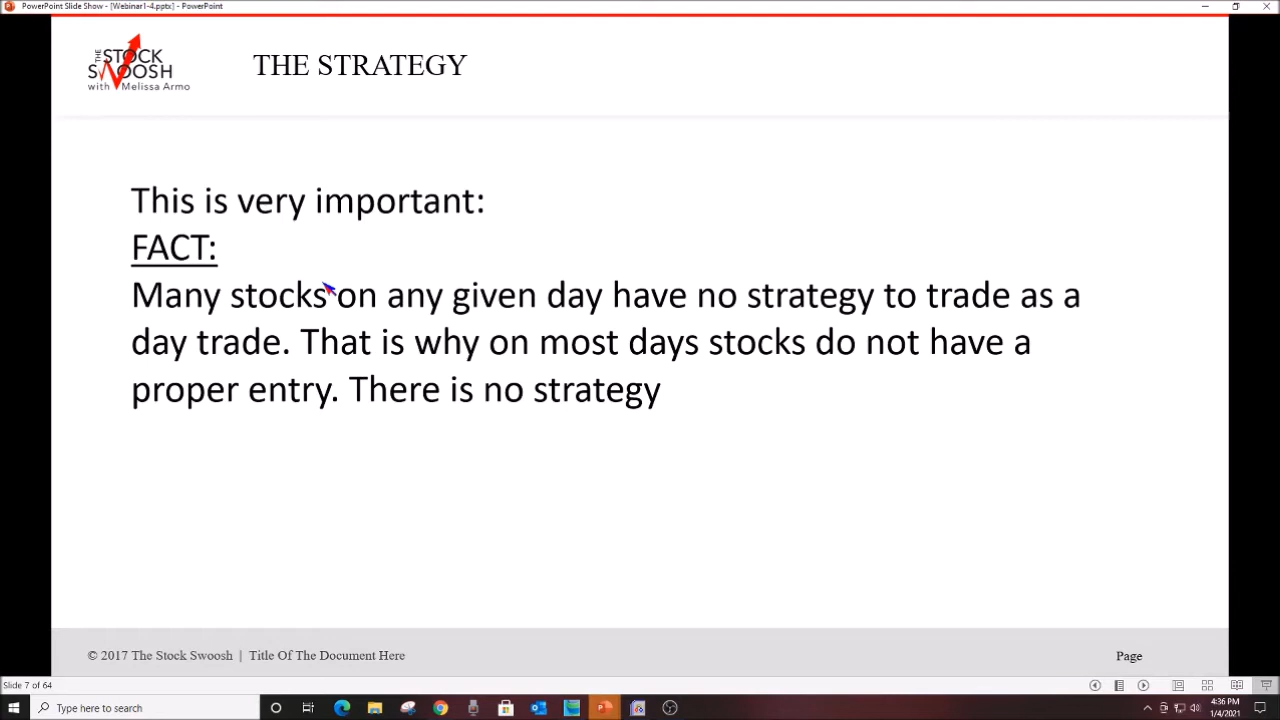 PowerPoint Slide Show - [Webinar1-4.pptx] - PowerPoint
THE STOCK SWOOSH
with Melissa Armo
THE STRATEGY
This is very important:
FACT:
Many stocks on any given day have no strategy to trade as a
day trade. That is why on most days stocks do not have a
proper entry. There is no strategy
© 2017 The Stock Swoosh | Title Of The Document Here
Page
Slide 7 of 64
Type here to search
4:36 PM
1/4/2021